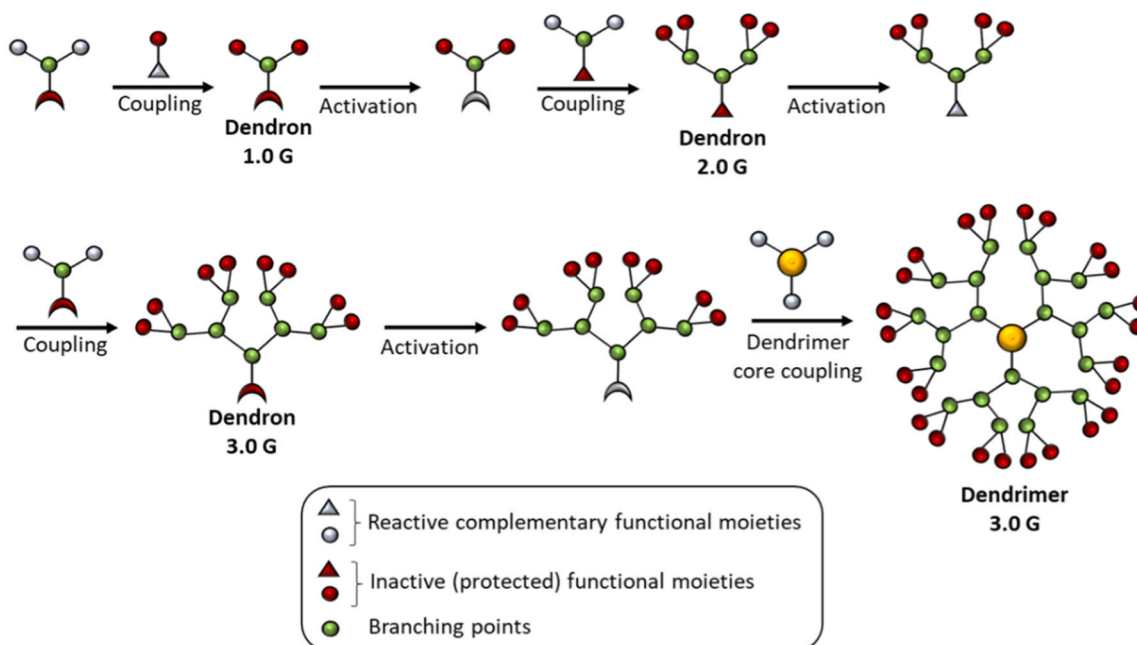 Coupling
Dendron
1.0 G
Activation
Coupling
Dendron
2.0 G
Activation
Coupling
Dendron
3.0 G
Activation
Dendrimer
core coupling
Dendrimer
3.0 G
Reactive complementary functional moieties
Inactive (protected) functional moieties
Branching points